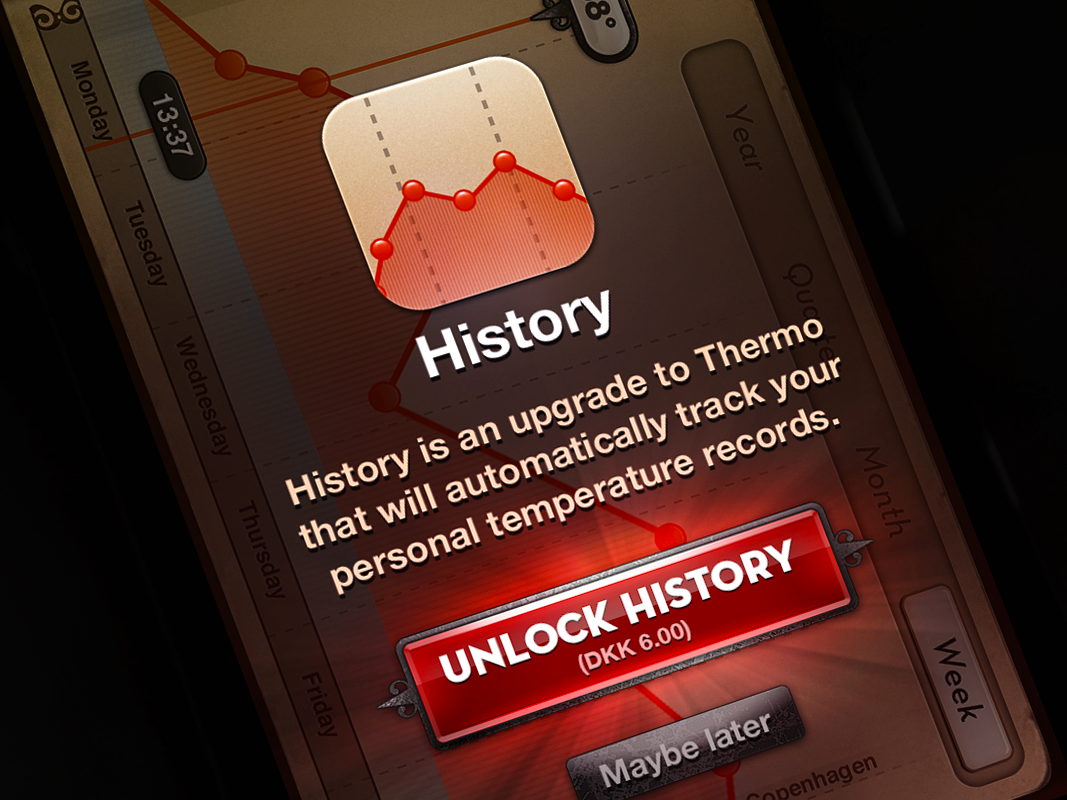 8°
13:37
Monday
Tuesday
Wednesday
Thursday
Friday
Year
Month
Week
History
History is an upgrade to Thermo
that will automatically track your
personal temperature records.
UNLOCK HISTORY
(DKK 6.00)
Maybe later
Copenhagen